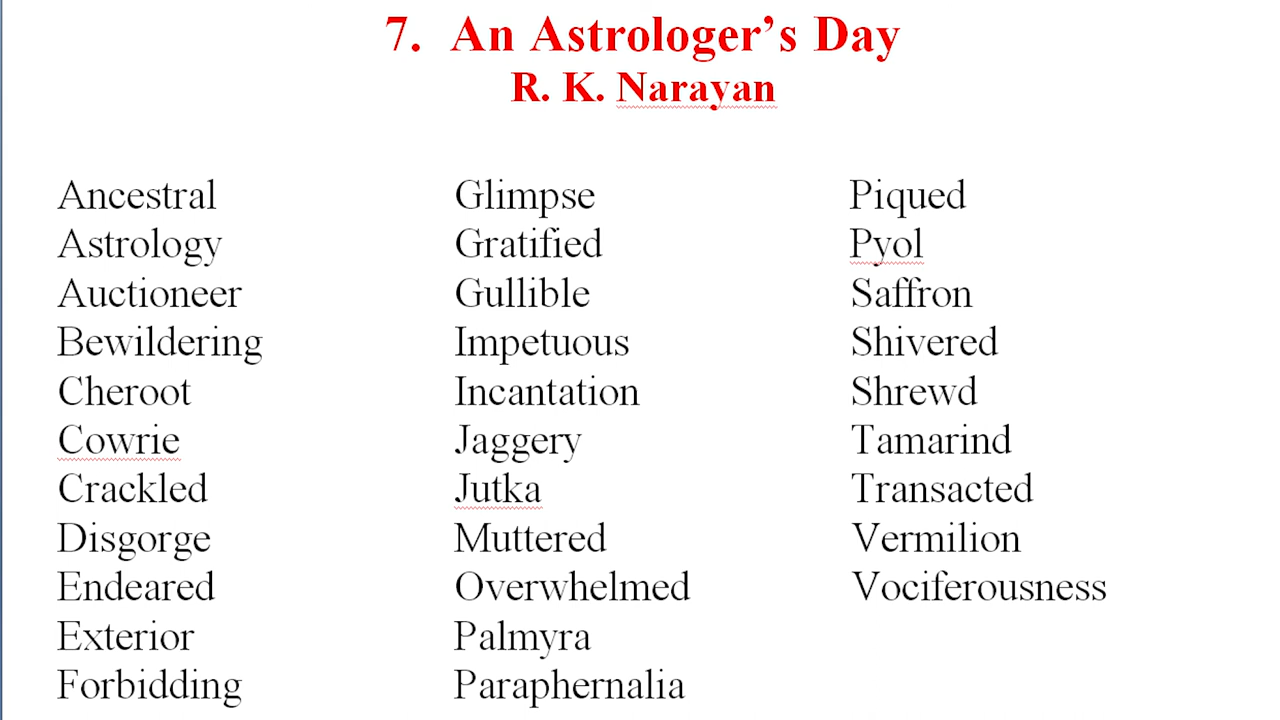 7. An Astrologer's Day
R. K. Narayan
Ancestral
Astrology
Auctioneer
Bewildering
Cheroot
Cowrie
Crackled
Disgorge
Endeared
Exterior
Forbidding
Glimpse
Gratified
Gullible
Impetuous
Incantation
Jaggery
Jutka
Muttered
Overwhelmed
Palmyra
Paraphernalia
Piqued
Pyol
Saffron
Shivered
Shrewd
Tamarind
Transacted
Vermilion
Vociferousness